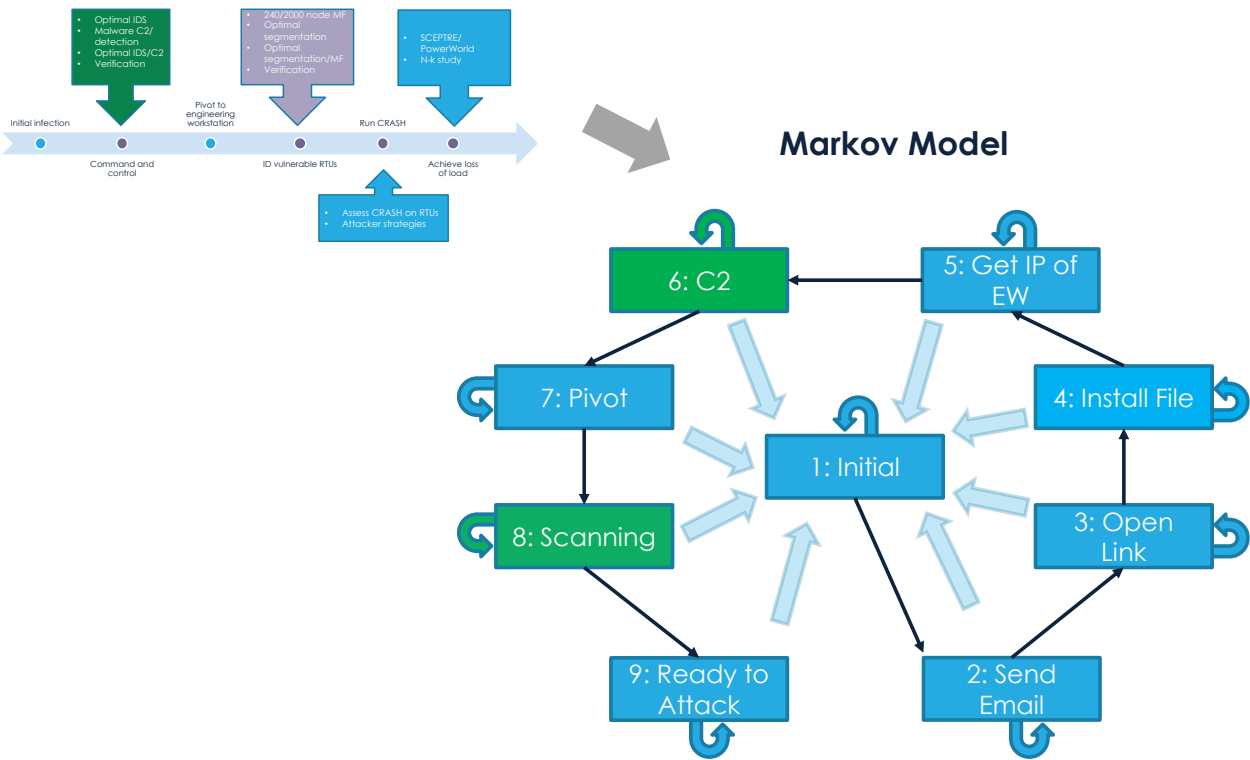 • Optimal IDS
• Malware C2/
detection
• Optimal IDS/C2
• Verification
• 240/2000 node MF
• Optimal
segmentation
• Optimal
segmentation/MF
• Verification
• SCEPTRE/
PowerWorld
• N-k study
Initial infection
Pivot to
engineering
workstation
Run CRASH
Command and
control
ID vulnerable RTUs
Achieve loss
of load
• Assess CRASH on RTUs
• Attacker strategies
Markov Model
6: C2
5: Get IP of
EW
7: Pivot
4: Install File
1: Initial
8: Scanning
3: Open
Link
9: Ready to
Attack
2: Send
Email